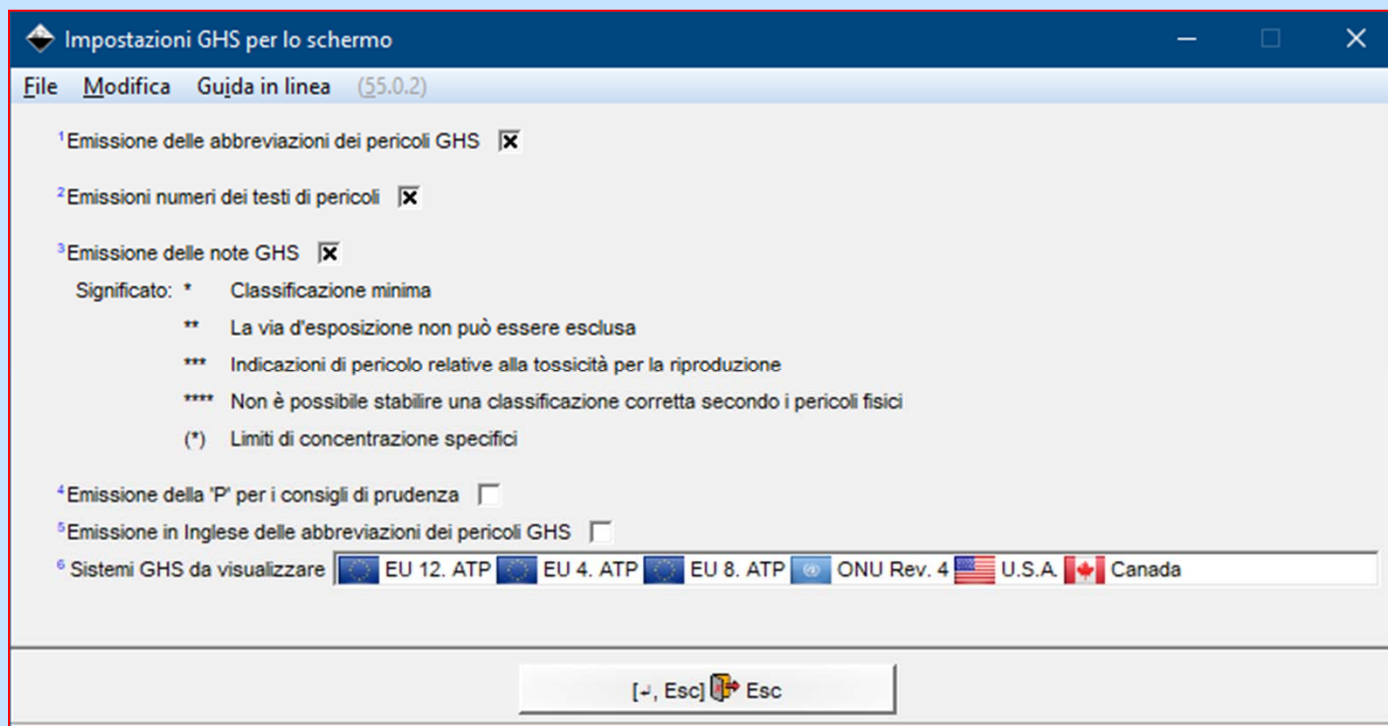 Impostazioni GHS per lo schermo
File Modifica Guida in linea (55.0.2)
1 Emissione delle abbreviazioni dei pericoli GHS
2 Emissioni numeri dei testi di pericoli
3 Emissione delle note GHS
Significato: * Classificazione minima
** La via d'esposizione non può essere esclusa
*** Indicazioni di pericolo relative alla tossicità per la riproduzione
**** Non è possibile stabilire una classificazione corretta secondo i pericoli fisici
(*) Limiti di concentrazione specifici
4 Emissione della 'P' per i consigli di prudenza
5 Emissione in Inglese delle abbreviazioni dei pericoli GHS
6 Sistemi GHS da visualizzare EU 12. ATP EU 4. ATP EU 8. ATP ONU Rev. 4 U.S.A. Canada
[↵, Esc] Esc